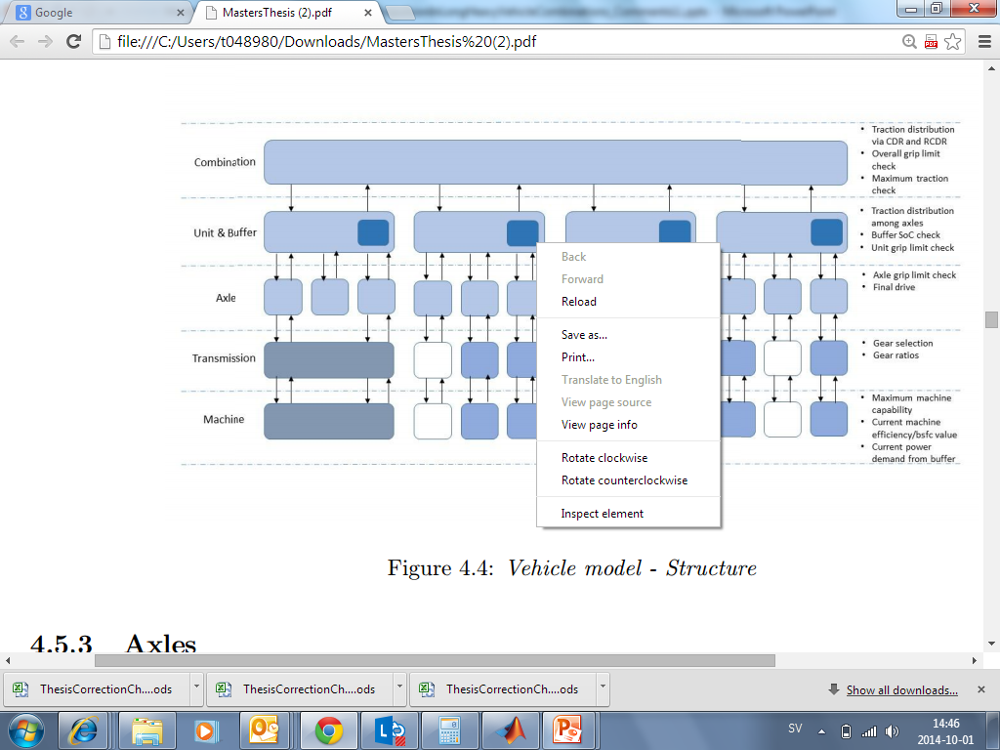 Google
MastersThesis (2).pdf
file:///C:/Users/t048980/Downloads/MastersThesis%20(2).pdf
Combination
• Traction distribution
via CDR and RCDR
• Overall grip limit
check
• Maximum traction
check
Unit & Buffer
• Traction distribution
among axles
• Buffer SoC check
• Unit grip limit check
Axle
• Axle grip limit check
• Final drive
Transmission
• Gear selection
• Gear ratios
Machine
• Maximum machine
capability
• Current machine
efficiency/bsfc value
• Current power
demand from buffer
Back
Forward
Reload
Save as...
Print...
Translate to English
View page source
View page info
Rotate clockwise
Rotate counterclockwise
Inspect element
Figure 4.4: Vehicle model - Structure
4.5.3 Axles
ThesisCorrectionCh....ods
ThesisCorrectionCh....ods
ThesisCorrectionCh....ods
Show all downloads...
SV
14:46
2014-10-01